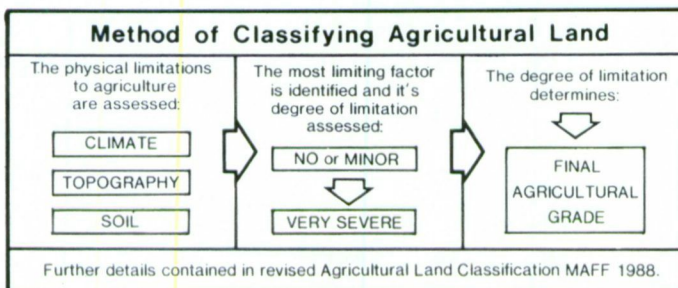 Method of Classifying Agricultural Land
The physical limitations
to agriculture
are assessed:
CLIMATE
TOPOGRAPHY
SOIL
The most limiting factor
is identified and it's
degree of limitation
assessed:
NO or MINOR
VERY SEVERE
The degree of limitation
determines:
FINAL
AGRICULTURAL
GRADE
Further details contained in revised Agricultural Land Classification MAFF 1988.